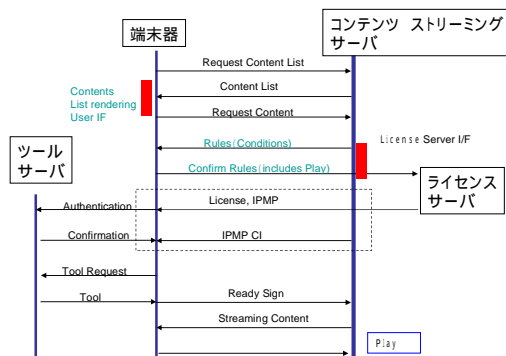 端末器
コンテンツ ストリーミング
サーバ
Request Content List
Contents
List rendering
User IF
Content List
Request Content
Rules(Conditions)
License Server I/F
ツール
サーバ
Confirm Rules(includes Play)
ライセンス
サーバ
Authentication
License, IPMP
Confirmation
IPMP CI
Tool Request
Tool
Ready Sign
Streaming Content
Play